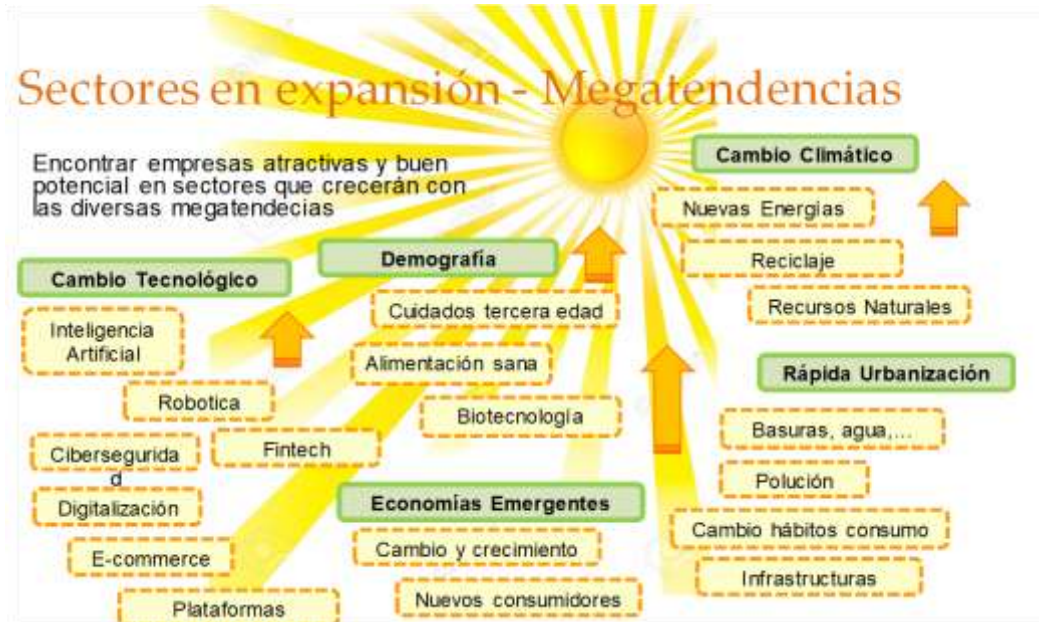 Sectores en expansión - Megatendencias
Encontrar empresas atractivas y buen
potencial en sectores que crecerán con
las diversas megatendecias
Cambio Tecnológico
Inteligencia
Artificial
Robotica
Fintech
Cibersegurida
d
Digitalización
E-commerce
Plataformas
Demografía
Cuidados tercera edad
Alimentación sana
Biotecnología
Economías Emergentes
Cambio y crecimiento
Nuevos consumidores
Cambio Climático
Nuevas Energías
Reciclaje
Recursos Naturales
Rápida Urbanización
Basuras, agua,...
Polución
Cambio hábitos consumo
Infrastructuras